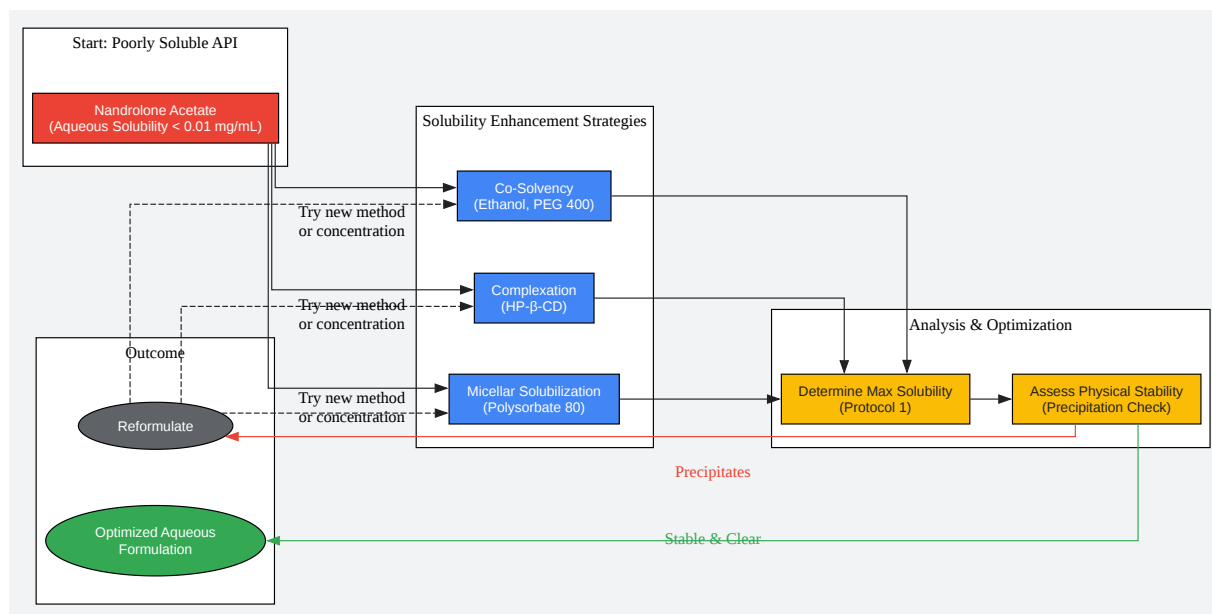 Start: Poorly Soluble API
Nandrolone Acetate
(Aqueous Solubility < 0.01 mg/mL)
Solubility Enhancement Strategies
Co-Solvency
(Ethanol, PEG 400)
Try new method
or concentration
Complexation
(HP-β-CD)
Try new method
or concentration
Micellar Solubilization
(Polysorbate 80)
Try new method
or concentration
Analysis & Optimization
Determine Max Solubility
(Protocol 1)
Assess Physical Stability
(Precipitation Check)
Outcome
Reformulate
Precipitates
Optimized Aqueous
Formulation
Stable & Clear